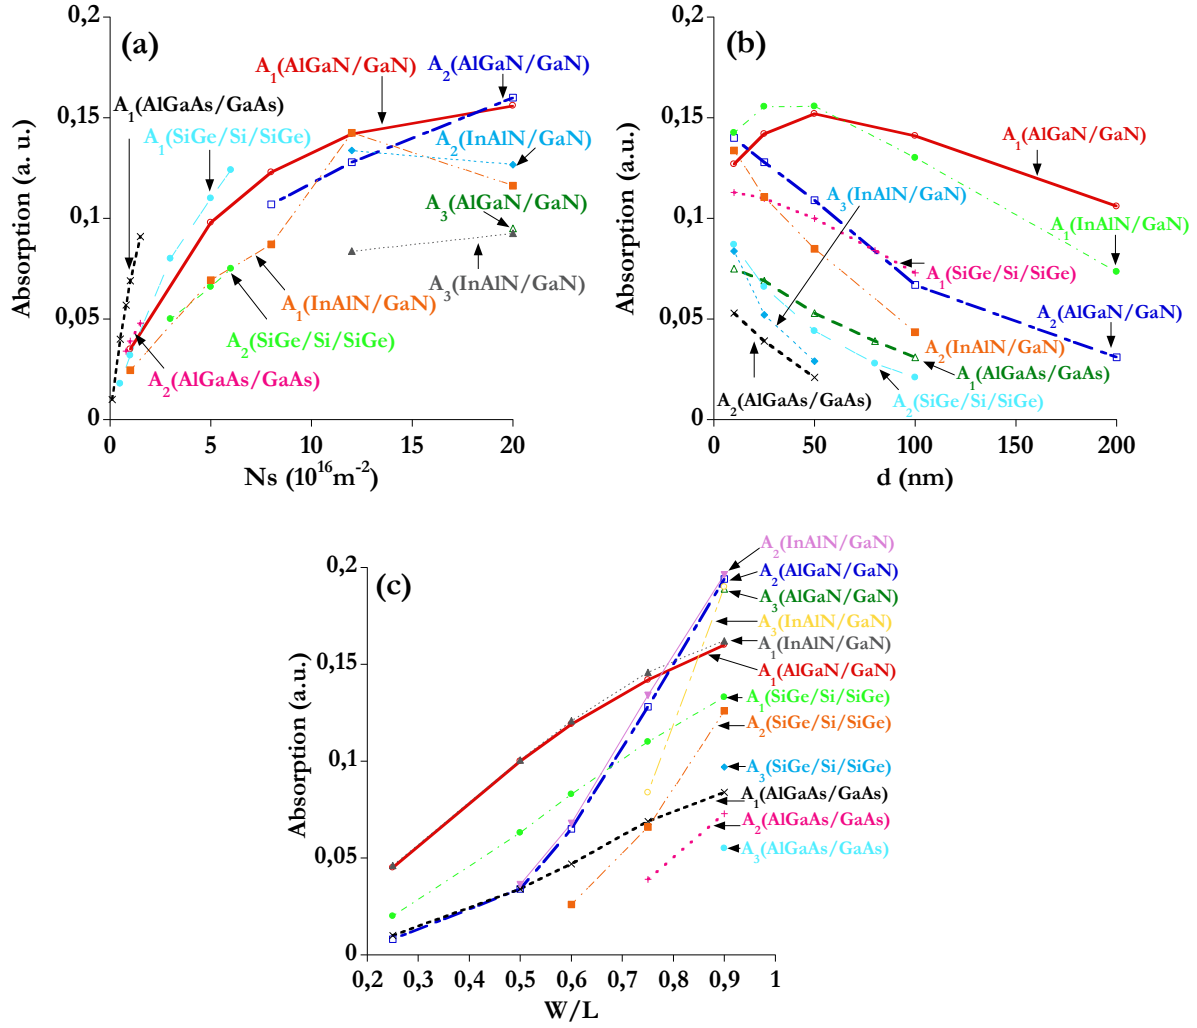 (a)
Absorption (a. u.)
0,2
0,15
0,1
0,05
0
A1(AlGaN/GaN)
A2(AlGaN/GaN)
A1(AlGaAs/GaAs)
A1(SiGe/Si/SiGe)
A2(InAlN/GaN)
A3(AlGaN/GaN)
A3(InAlN/GaN)
A1(InAlN/GaN)
A2(SiGe/Si/SiGe)
A2(AlGaAs/GaAs)
0 5 10 15 20
Ns (10^16 m^-2)
(b)
Absorption (a.u.)
0,2
0,15
0,1
0,05
0
A1(AlGaN/GaN)
A3(InAlN/GaN)
A1(InAlN/GaN)
A1(SiGe/Si/SiGe)
A2(AlGaN/GaN)
A2(InAlN/GaN)
A1(AlGaAs/GaAs)
A2(AlGaAs/GaAs)
A2(SiGe/Si/SiGe)
0 50 100 150 200
d (nm)
(c)
Absorption (a.u.)
0,2
0,15
0,1
0,05
0
A2(InAlN/GaN)
A2(AlGaN/GaN)
A3(AlGaN/GaN)
A3(InAlN/GaN)
A1(InAlN/GaN)
A1(AlGaN/GaN)
A1(SiGe/Si/SiGe)
A2(SiGe/Si/SiGe)
A3(SiGe/Si/SiGe)
A1(AlGaAs/GaAs)
A2(AlGaAs/GaAs)
A3(AlGaAs/GaAs)
0,2 0,3 0,4 0,5 0,6 0,7 0,8 0,9 1
W/L